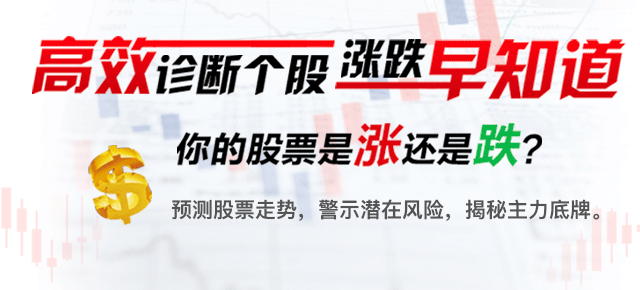 高效诊断个股 涨跌早知道
你的股票是涨还是跌?
预测股票走势，警示潜在风险，揭秘主力底牌。